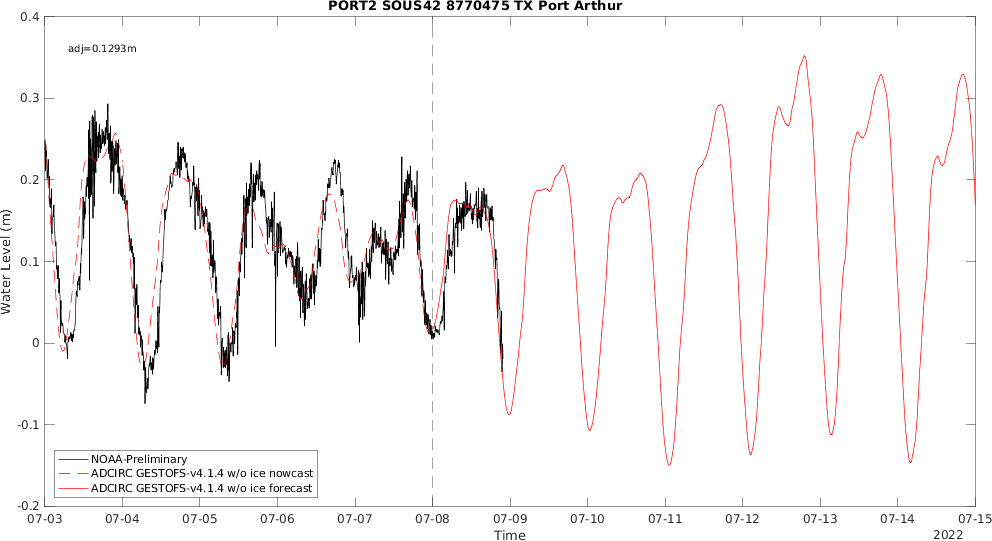 PORT2 SOUS42 8770475 TX Port Arthur
adj=0.1293m
0.4
0.3
0.2
0.1
0
-0.1
-0.2
Water Level (m)
NOAA-Preliminary
ADCIRC GESTOFS-v4.1.4 w/o ice nowcast
ADCIRC GESTOFS-v4.1.4 w/o ice forecast
07-03 07-04 07-05 07-06 07-07 07-08 07-09 07-10 07-11 07-12 07-13 07-14 07-15
Time
2022